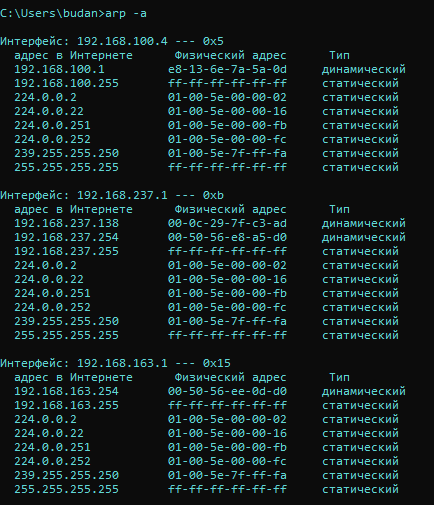 C:\Users\budan>arp -a
Интерфейс: 192.168.100.4 --- 0x5
адрес в Интернете Физический адрес Тип
192.168.100.1 e8-13-6e-7a-5a-0d динамический
192.168.100.255 ff-ff-ff-ff-ff-ff статический
224.0.0.2 01-00-5e-00-00-02 статический
224.0.0.22 01-00-5e-00-00-16 статический
224.0.0.251 01-00-5e-00-00-fb статический
224.0.0.252 01-00-5e-00-00-fc статический
239.255.255.250 01-00-5e-7f-ff-fa статический
255.255.255.255 ff-ff-ff-ff-ff-ff статический
Интерфейс: 192.168.237.1 --- 0xb
адрес в Интернете Физический адрес Тип
192.168.237.138 00-0c-29-7f-c3-ad динамический
192.168.237.254 00-50-56-e8-a5-d0 динамический
192.168.237.255 ff-ff-ff-ff-ff-ff статический
224.0.0.2 01-00-5e-00-00-02 статический
224.0.0.22 01-00-5e-00-00-16 статический
224.0.0.251 01-00-5e-00-00-fb статический
224.0.0.252 01-00-5e-00-00-fc статический
239.255.255.250 01-00-5e-7f-ff-fa статический
255.255.255.255 ff-ff-ff-ff-ff-ff статический
Интерфейс: 192.168.163.1 --- 0x15
адрес в Интернете Физический адрес Тип
192.168.163.254 00-50-56-ee-0d-d0 динамический
192.168.163.255 ff-ff-ff-ff-ff-ff статический
224.0.0.2 01-00-5e-00-00-02 статический
224.0.0.22 01-00-5e-00-00-16 статический
224.0.0.251 01-00-5e-00-00-fb статический
224.0.0.252 01-00-5e-00-00-fc статический
239.255.255.250 01-00-5e-7f-ff-fa статический
255.255.255.255 ff-ff-ff-ff-ff-ff статический